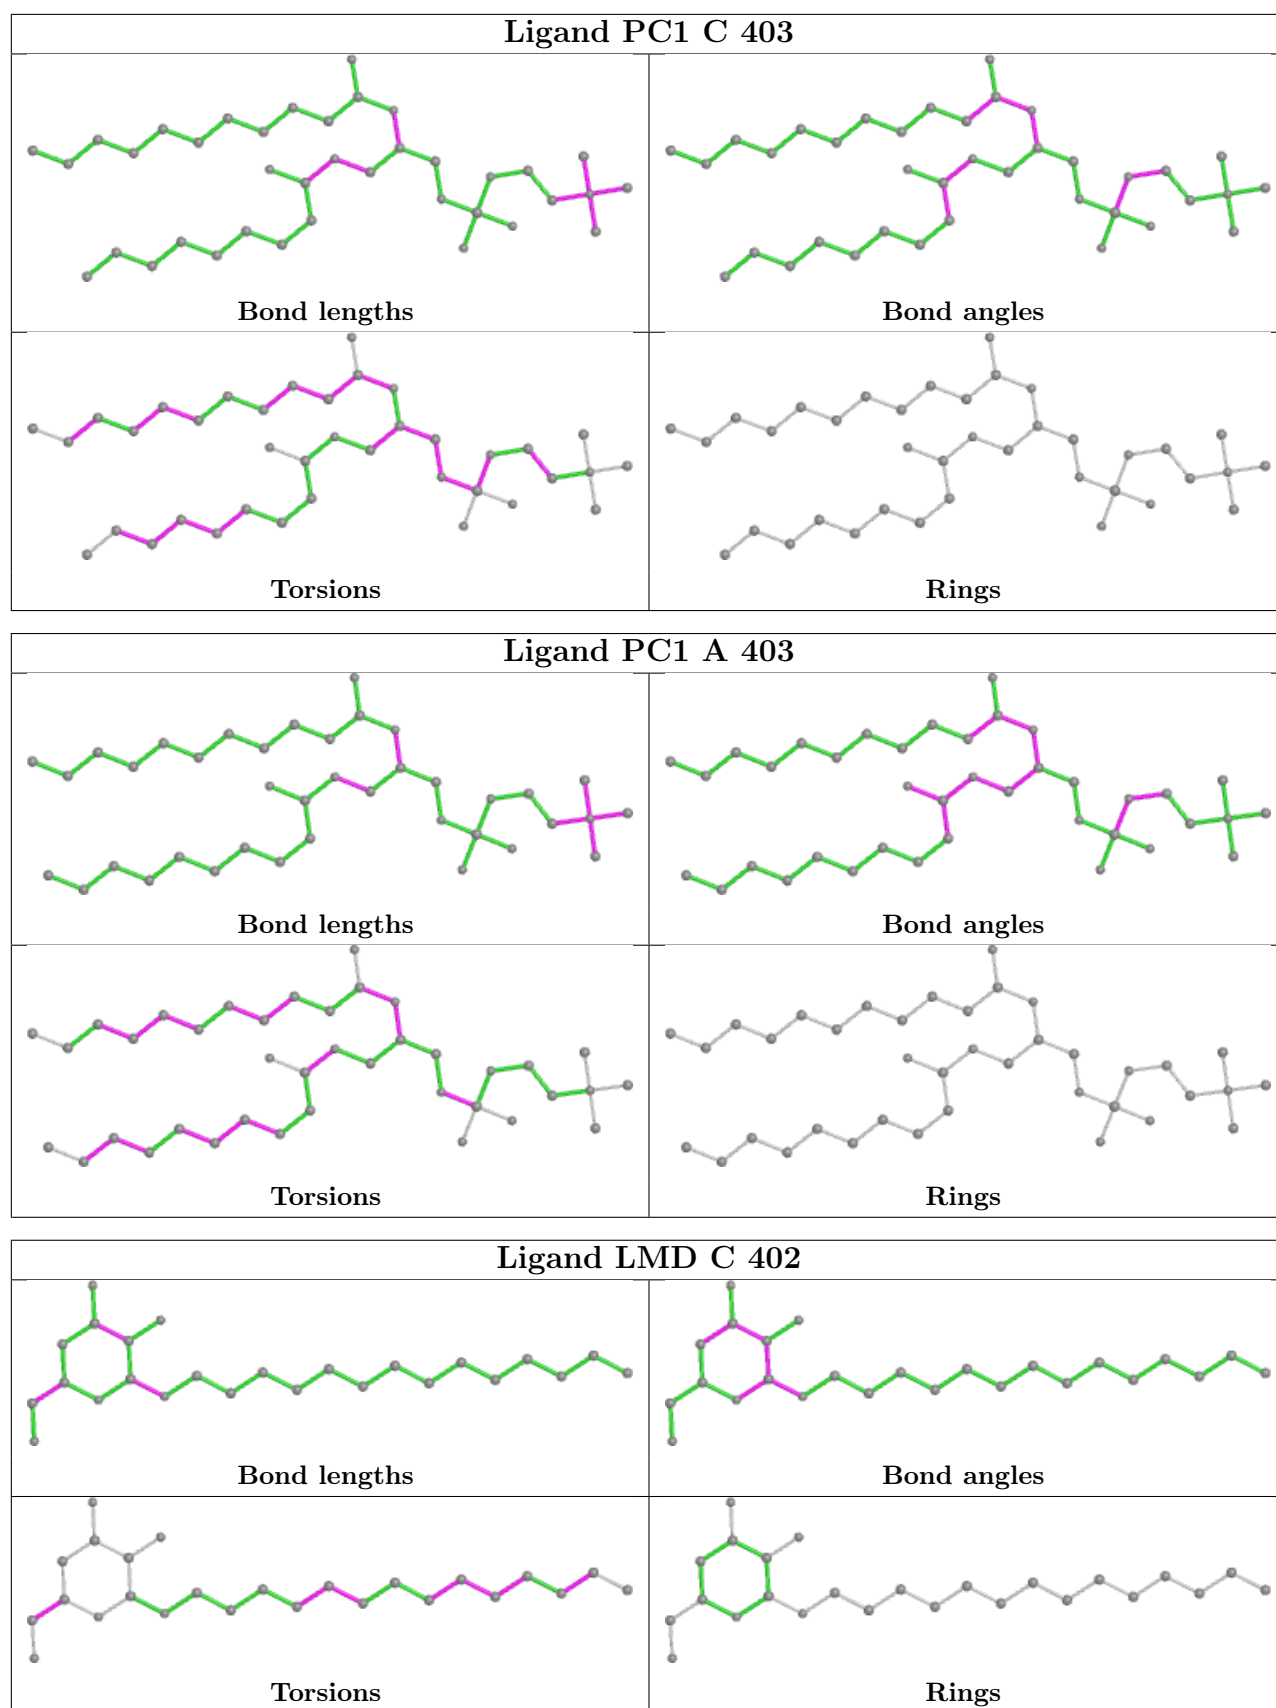 Ligand PC1 C 403
Bond lengths
Bond angles
Torsions
Rings
Ligand PC1 A 403
Bond lengths
Bond angles
Torsions
Rings
Ligand LMD C 402
Bond lengths
Bond angles
Torsions
Rings